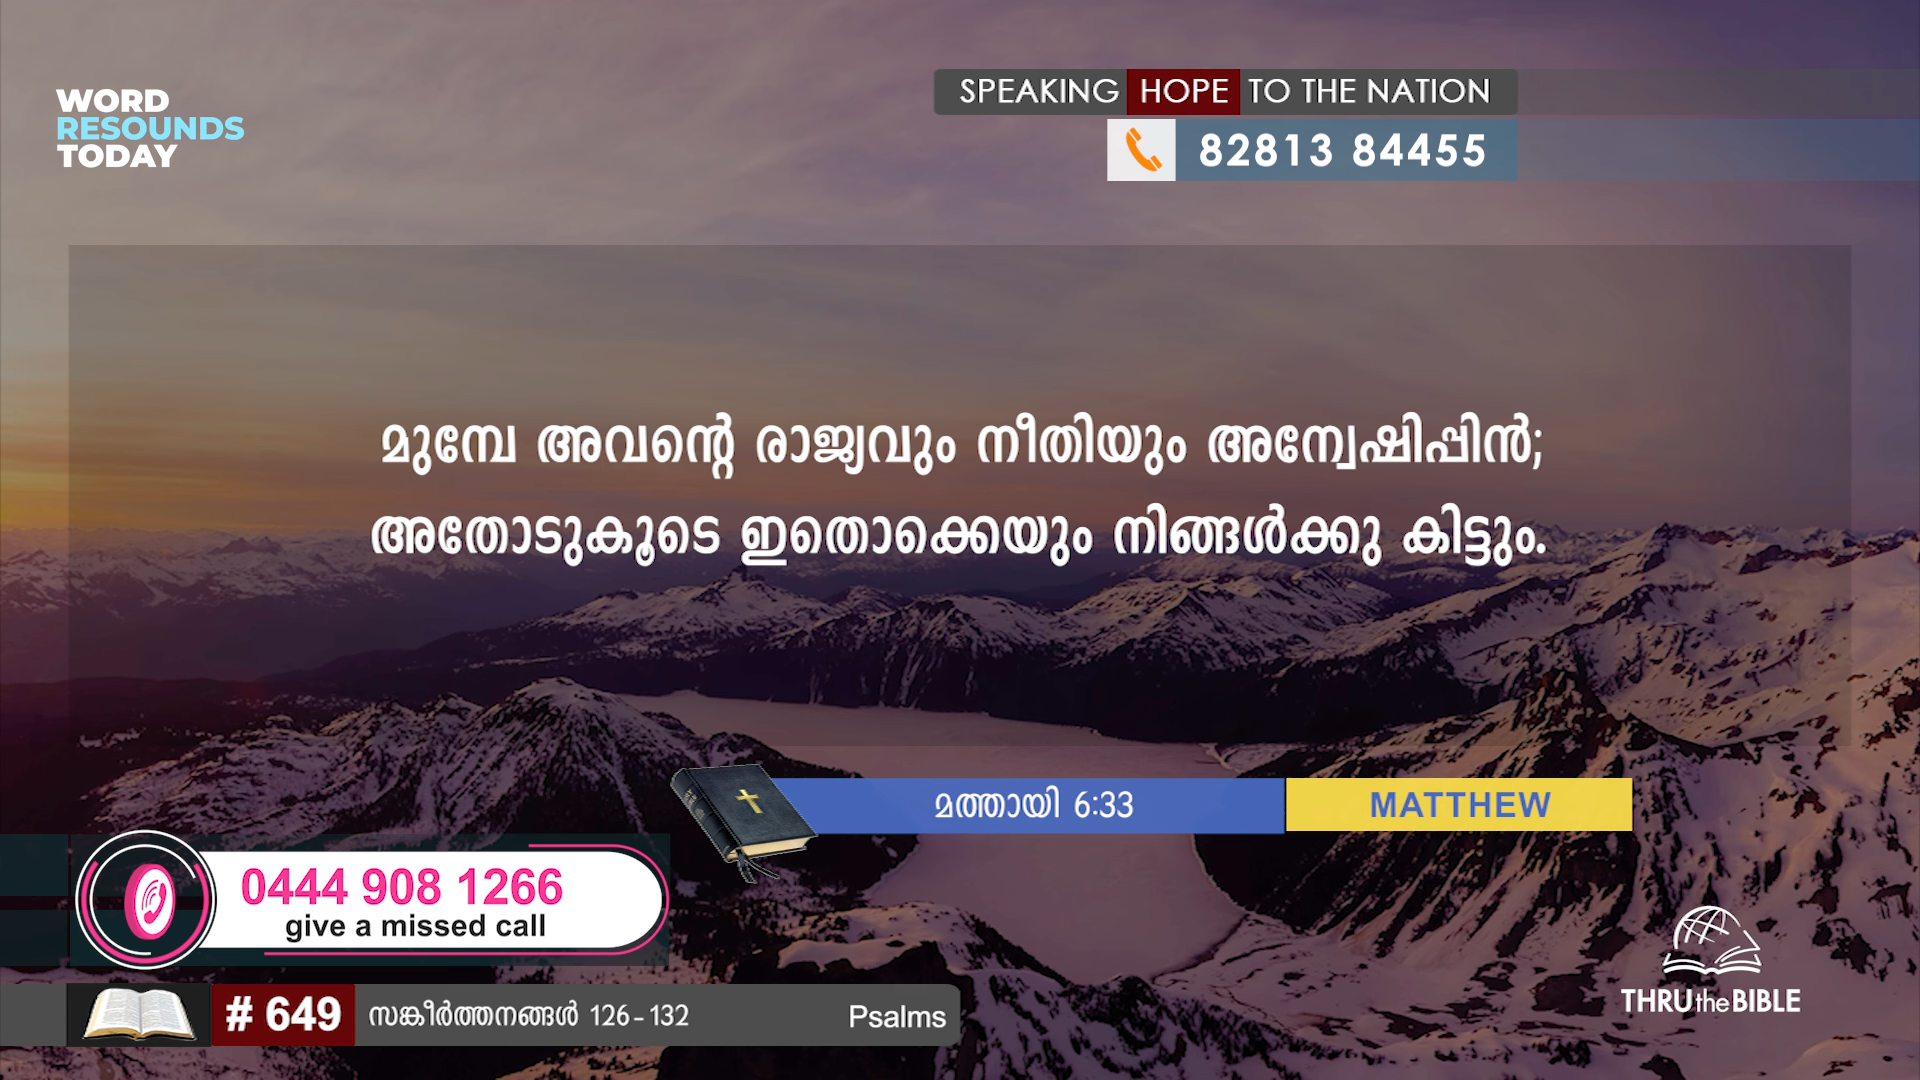 WORD
RESOUNDS
TODAY
SPEAKING HOPE TO THE NATION
82813 84455
മുമ്പേ അവന്റെ രാജ്യവും നീതിയും അന്വേഷിപ്പിൻ;
അതോടുകൂടെ ഇതൊക്കെയും നിങ്ങൾക്കു കിട്ടും.
മത്തായി 6:33
MATTHEW
0444 908 1266
give a missed call
# 649 സങ്കീർത്തനങ്ങൾ 126-132 Psalms
THRU the BIBLE